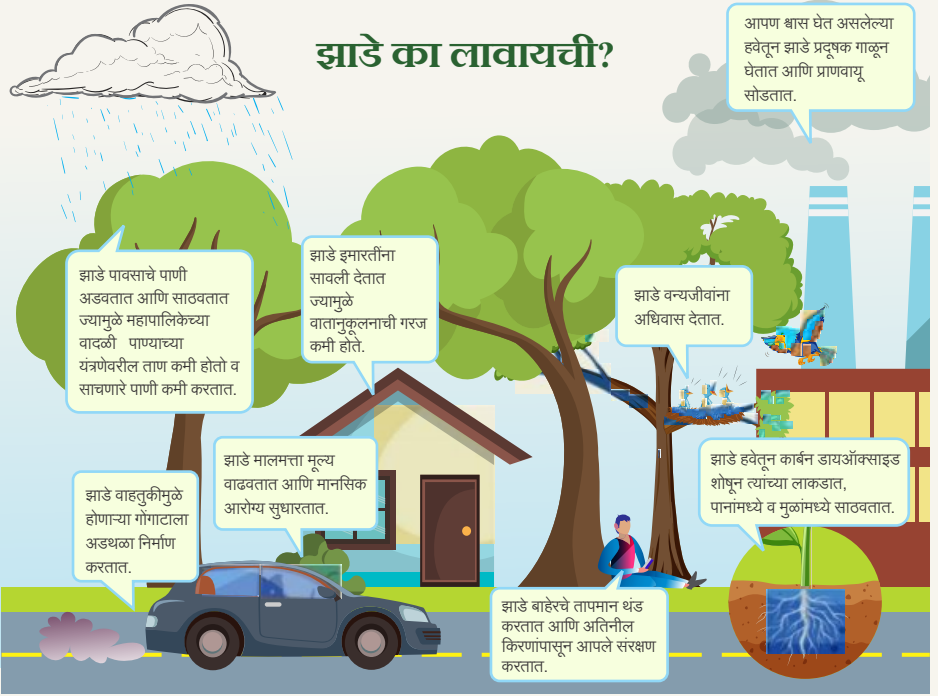 झाडे का लावायची?
आपण श्वास घेत असलेल्या
हवेतून झाडे प्रदूषक गाळून
घेतात आणि प्राणवायू
सोडतात.
झाडे पावसाचे पाणी
अडवतात आणि साठवतात
ज्यामुळे महापालिकेच्या
वादळी पाण्याच्या
यंत्रणेवरील ताण कमी होतो व
साचणारे पाणी कमी करतात.
झाडे इमारतींना
सावली देतात
ज्यामुळे
वातानुकूलनाची गरज
कमी होते.
झाडे वन्यजीवांना
अधिवास देतात.
झाडे मालमत्ता मूल्य
वाढवतात आणि मानसिक
आरोग्य सुधारतात.
झाडे हवेतून कार्बन डायऑक्साइड
शोषून त्यांच्या लाकडात,
पानांमध्ये व मुळांमध्ये साठवतात.
झाडे वाहतुकीमुळे
होणाऱ्या गोंगाटाला
अडथळा निर्माण
करतात.
झाडे बाहेरचे तापमान थंड
करतात आणि अतिनील
किरणांपासून आपले संरक्षण
करतात.